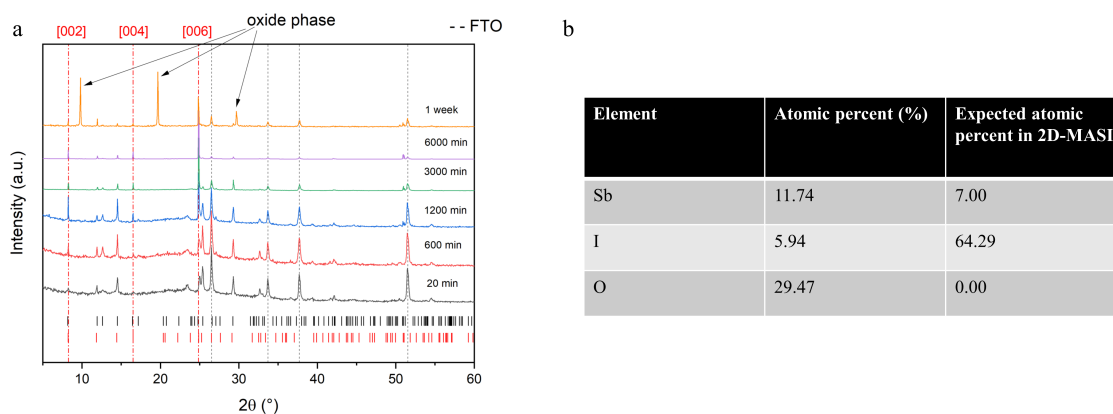 a
[002]
[004]
[006]
oxide phase
- - FTO
1 week
6000 min
3000 min
1200 min
600 min
20 min
Intensity (a.u.)
10
20
30
40
50
60
2θ (°)
b
Element
Atomic percent (%)
Expected atomic
percent in 2D-MASI
Sb
11.74
7.00
I
5.94
64.29
O
29.47
0.00